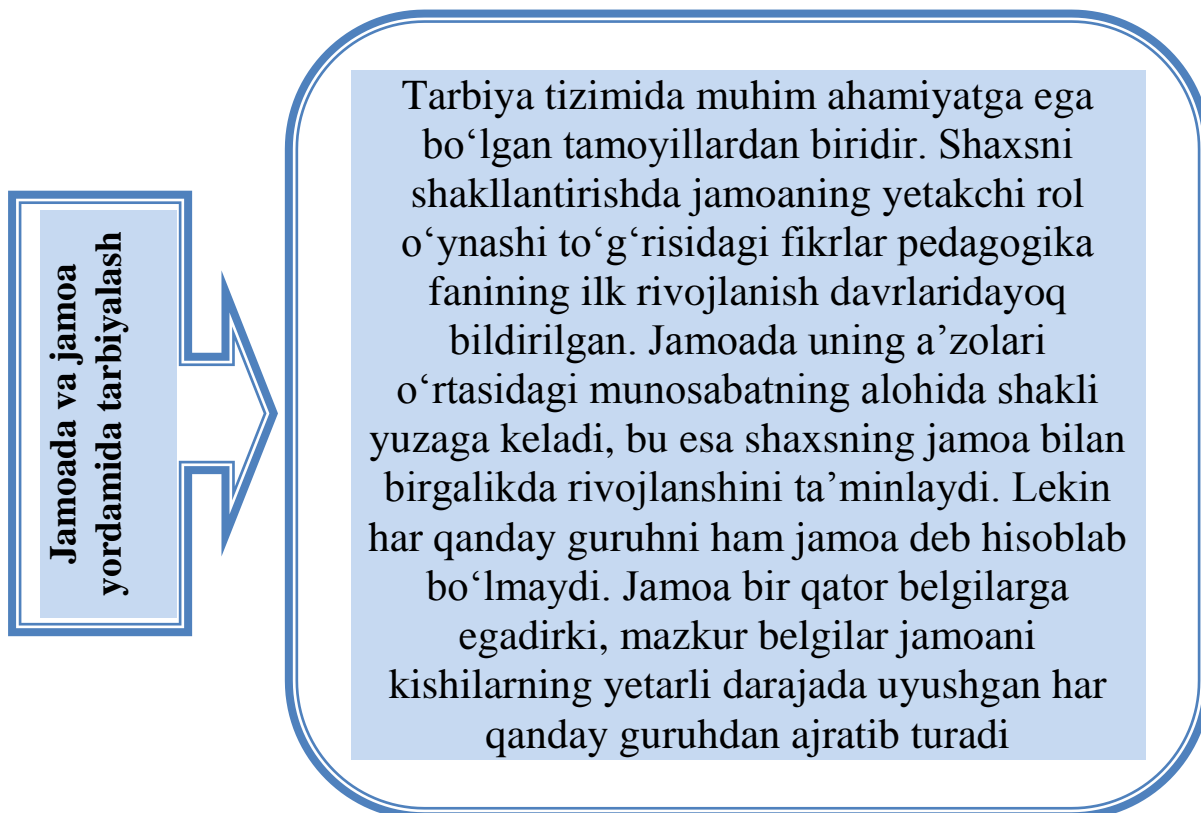 Jamoada va jamoa
yordamida tarbiyalash
Tarbiya tizimida muhim ahamiyatga ega
bo‘lgan tamoyillardan biridir. Shaxsni
shakllantirishda jamoaning yetakchi rol
o‘ynashi to‘g‘risidagi fikrlar pedagogika
fanining ilk rivojlanish davrlaridayoq
bildirilgan. Jamoada uning a’zolari
o‘rtasidagi munosabatning alohida shakli
yuzaga keladi, bu esa shaxsning jamoa bilan
birgalikda rivojlanshini ta’minlaydi. Lekin
har qanday guruhni ham jamoa deb hisoblab
bo‘lmaydi. Jamoa bir qator belgilarga
egadirki, mazkur belgilar jamoani
kishilarning yetarli darajada uyushgan har
qanday guruhdan ajratib turadi